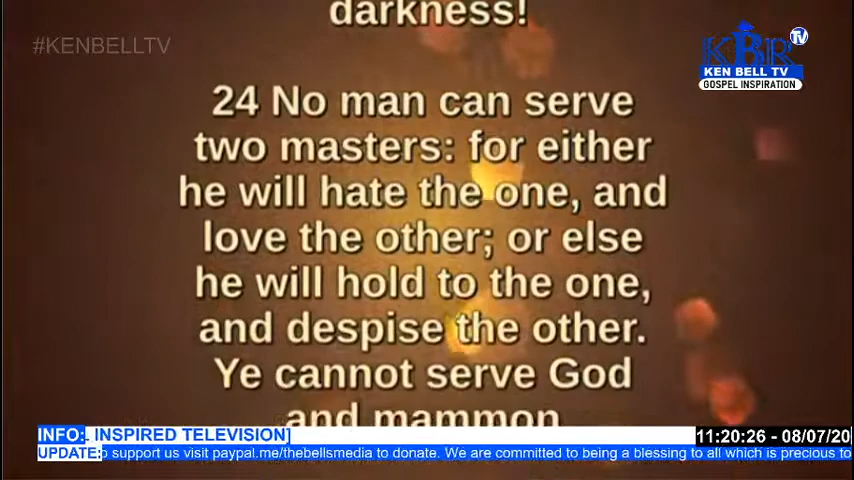 darkness!
#KENBELLTV
KBR TV
KEN BELL TV
GOSPEL INSPIRATION
24 No man can serve
two masters: for either
he will hate the one, and
love the other; or else
he will hold to the one,
and despise the other.
Ye cannot serve God
and mammon
INFO: INSPIRED TELEVISION]
11:20:26 - 08/07/20
UPDATE: support us visit paypal.me/thebellsmedia to donate. We are committed to being a blessing to all which is precious to